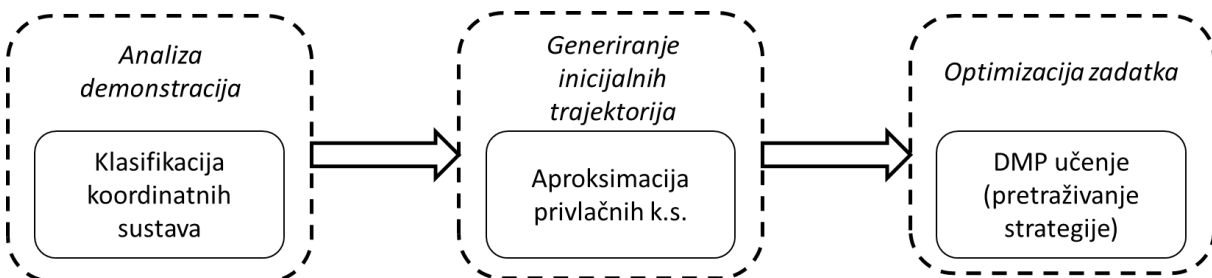 Analiza
demonstracija
Klasifikacija
koordinatnih
sustava
Generiranje
inicijalnih
trajektorija
Aproksimacija
privlačnih k.s.
Optimizacija zadatka
DMP učenje
(pretraživanje
strategije)